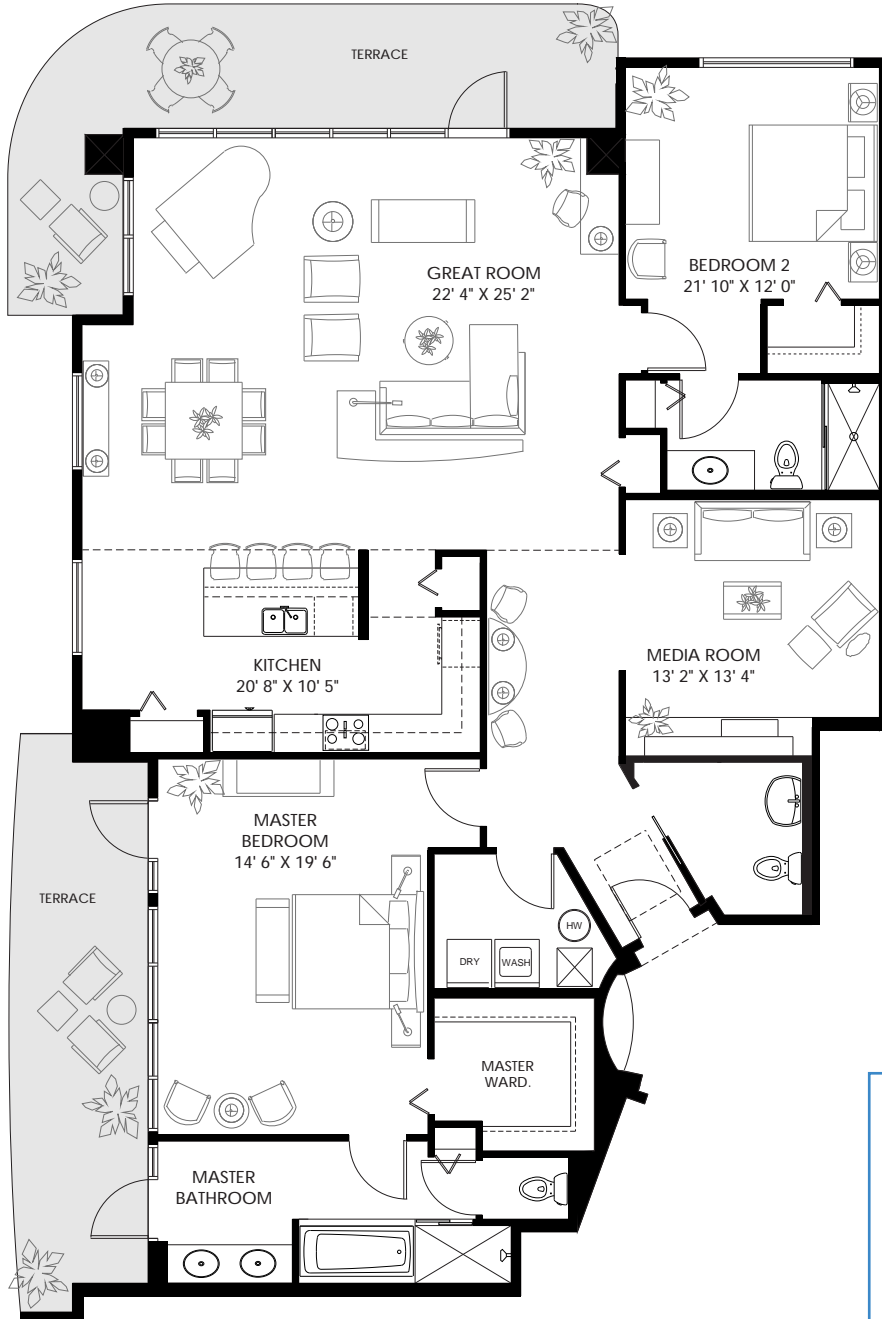 TERRACE
GREAT ROOM
22' 4" X 25' 2"
BEDROOM 2
21' 10" X 12' 0"
KITCHEN
20' 8" X 10' 5"
MEDIA ROOM
13' 2" X 13' 4"
MASTER
BEDROOM
14' 6" X 19' 6"
TERRACE
HW
DRY
WASH
MASTER
WARD.
MASTER
BATHROOM